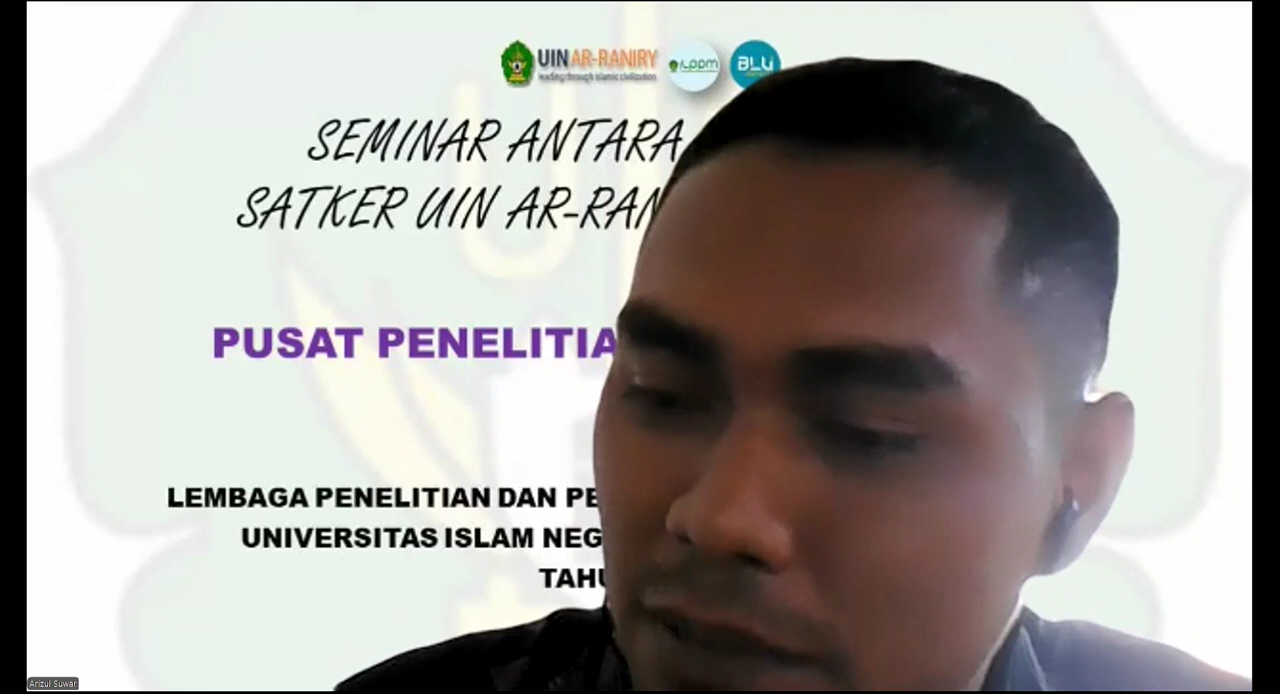 UIN AR-RANIRY
leading through islamic civilization
LPPM
BLU
SEMINAR ANTARA
SATKER UIN AR-RAN
PUSAT PENELITIA
LEMBAGA PENELITIAN DAN PE
UNIVERSITAS ISLAM NEG
TAHU
Arizul Suwar